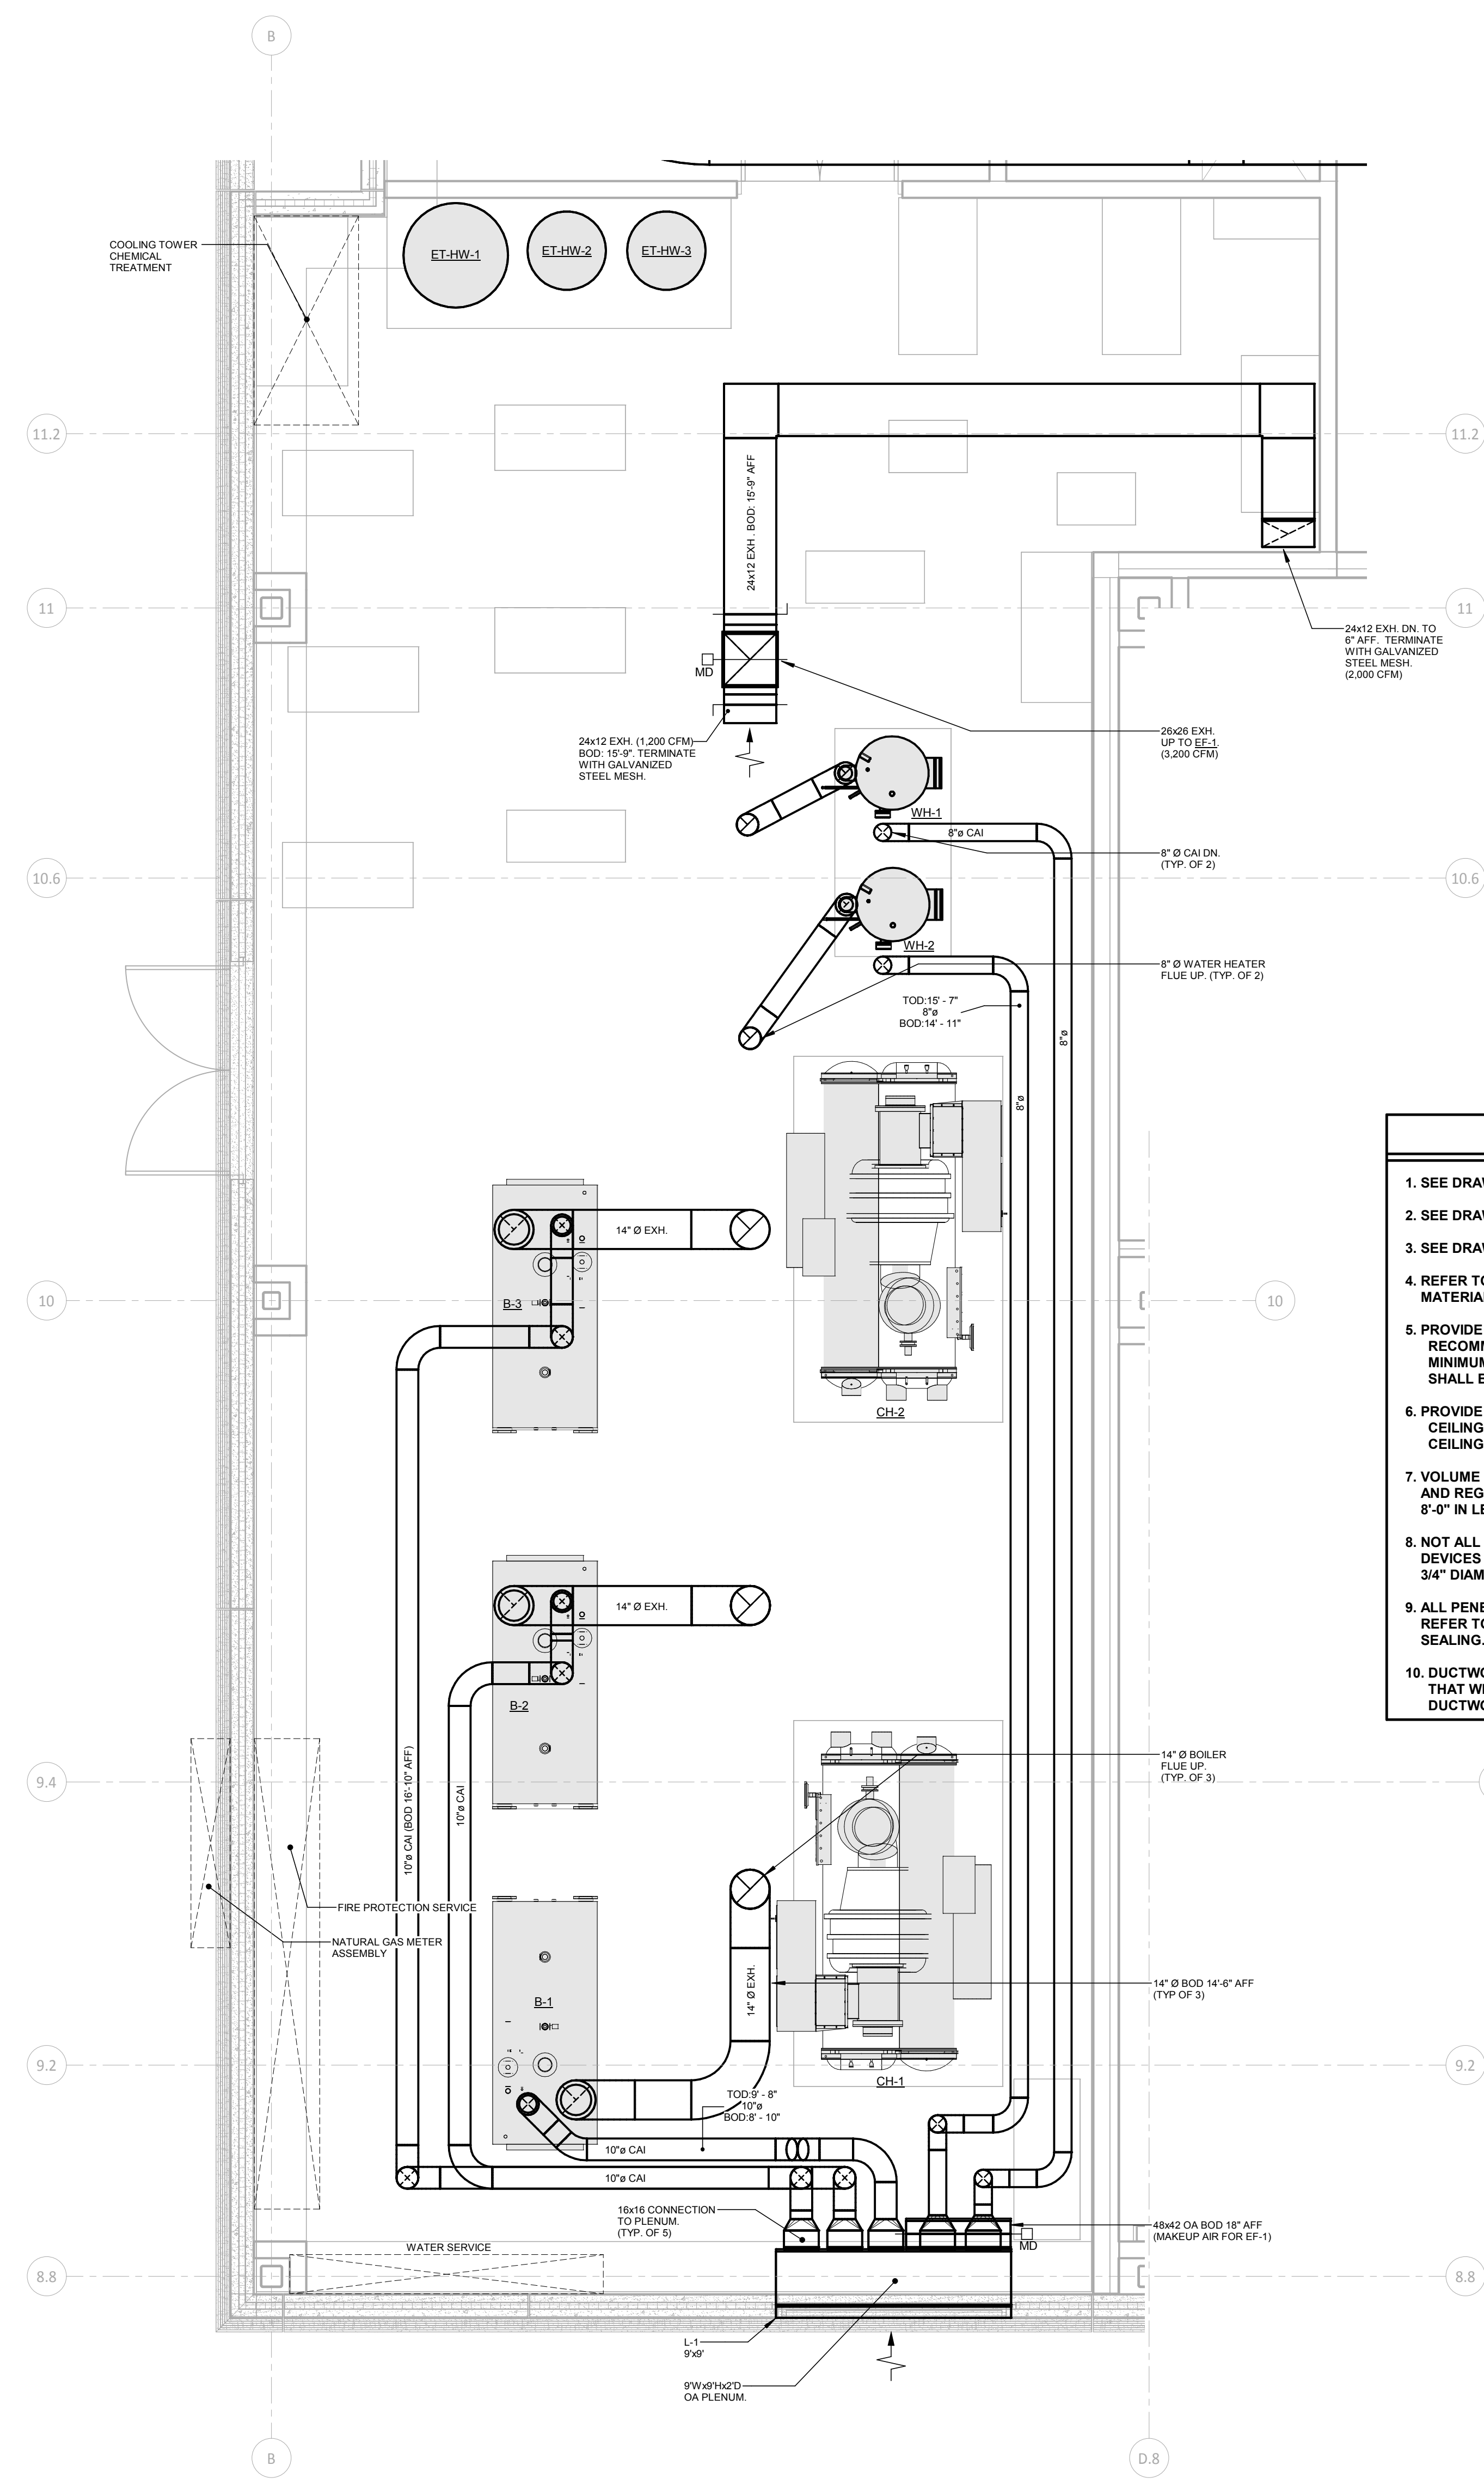 B
COOLING TOWER
CHEMICAL
TREATMENT
ET-HW-1
ET-HW-2
ET-HW-3
11.2
11.2
24x12 EXH . BOD: 15'-9" AFF
11
11
24x12 EXH. DN. TO
6" AFF. TERMINATE
WITH GALVANIZED
STEEL MESH.
(2,000 CFM)
MD
24x12 EXH. (1,200 CFM)
BOD: 15'-9". TERMINATE
WITH GALVANIZED
STEEL MESH.
26x26 EXH.
UP TO EF-1.
(3,200 CFM)
WH-1
8"ø CAI
8" Ø CAI DN.
(TYP. OF 2)
10.6
10.6
WH-2
8" Ø WATER HEATER
FLUE UP. (TYP. OF 2)
TOD:15' - 7"
8"ø
BOD:14' - 11"
8"ø
8"ø
1. SEE DRAW
2. SEE DRAW
3. SEE DRAW
4. REFER TO
MATERIAL
5. PROVIDE
RECOMM
MINIMUM
SHALL B
6. PROVIDE
CEILING
CEILING
7. VOLUME
AND REG
8'-0" IN LE
8. NOT ALL
DEVICES
3/4" DIAM
9. ALL PENE
REFER TO
SEALING.
10. DUCTWO
THAT WI
DUCTWO
14" Ø EXH.
B-3
10
10
CH-2
14" Ø EXH.
B-2
10"ø CAI (BOD 16'-10" AFF)
10"ø CAI
14" Ø BOILER
FLUE UP.
(TYP. OF 3)
9.4
FIRE PROTECTION SERVICE
NATURAL GAS METER
ASSEMBLY
B-1
14" Ø EXH.
14" Ø BOD 14'-6" AFF
(TYP OF 3)
9.2
9.2
CH-1
TOD:9' - 8"
10"ø
BOD:8' - 10"
10"ø CAI
10"ø CAI
16x16 CONNECTION
TO PLENUM.
(TYP. OF 5)
48x42 OA BOD 18" AFF
(MAKEUP AIR FOR EF-1)
MD
WATER SERVICE
8.8
8.8
L-1
9'x9'
9'Wx9'Hx2'D
OA PLENUM.
B
D.8